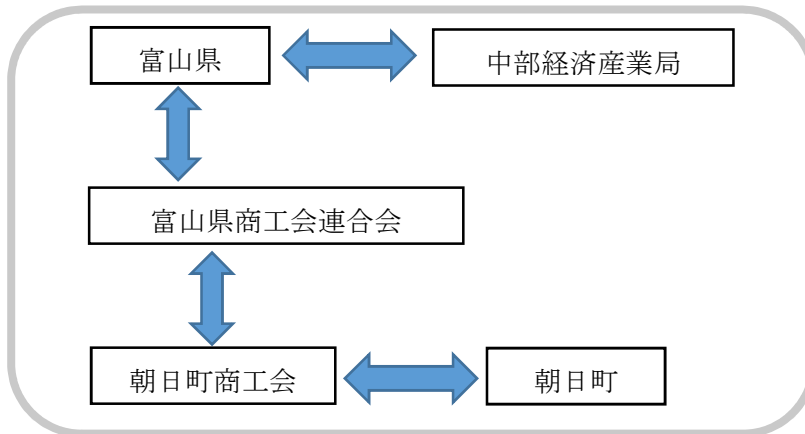 富山県
中部経済産業局
富山県商工会連合会
朝日町商工会
朝日町